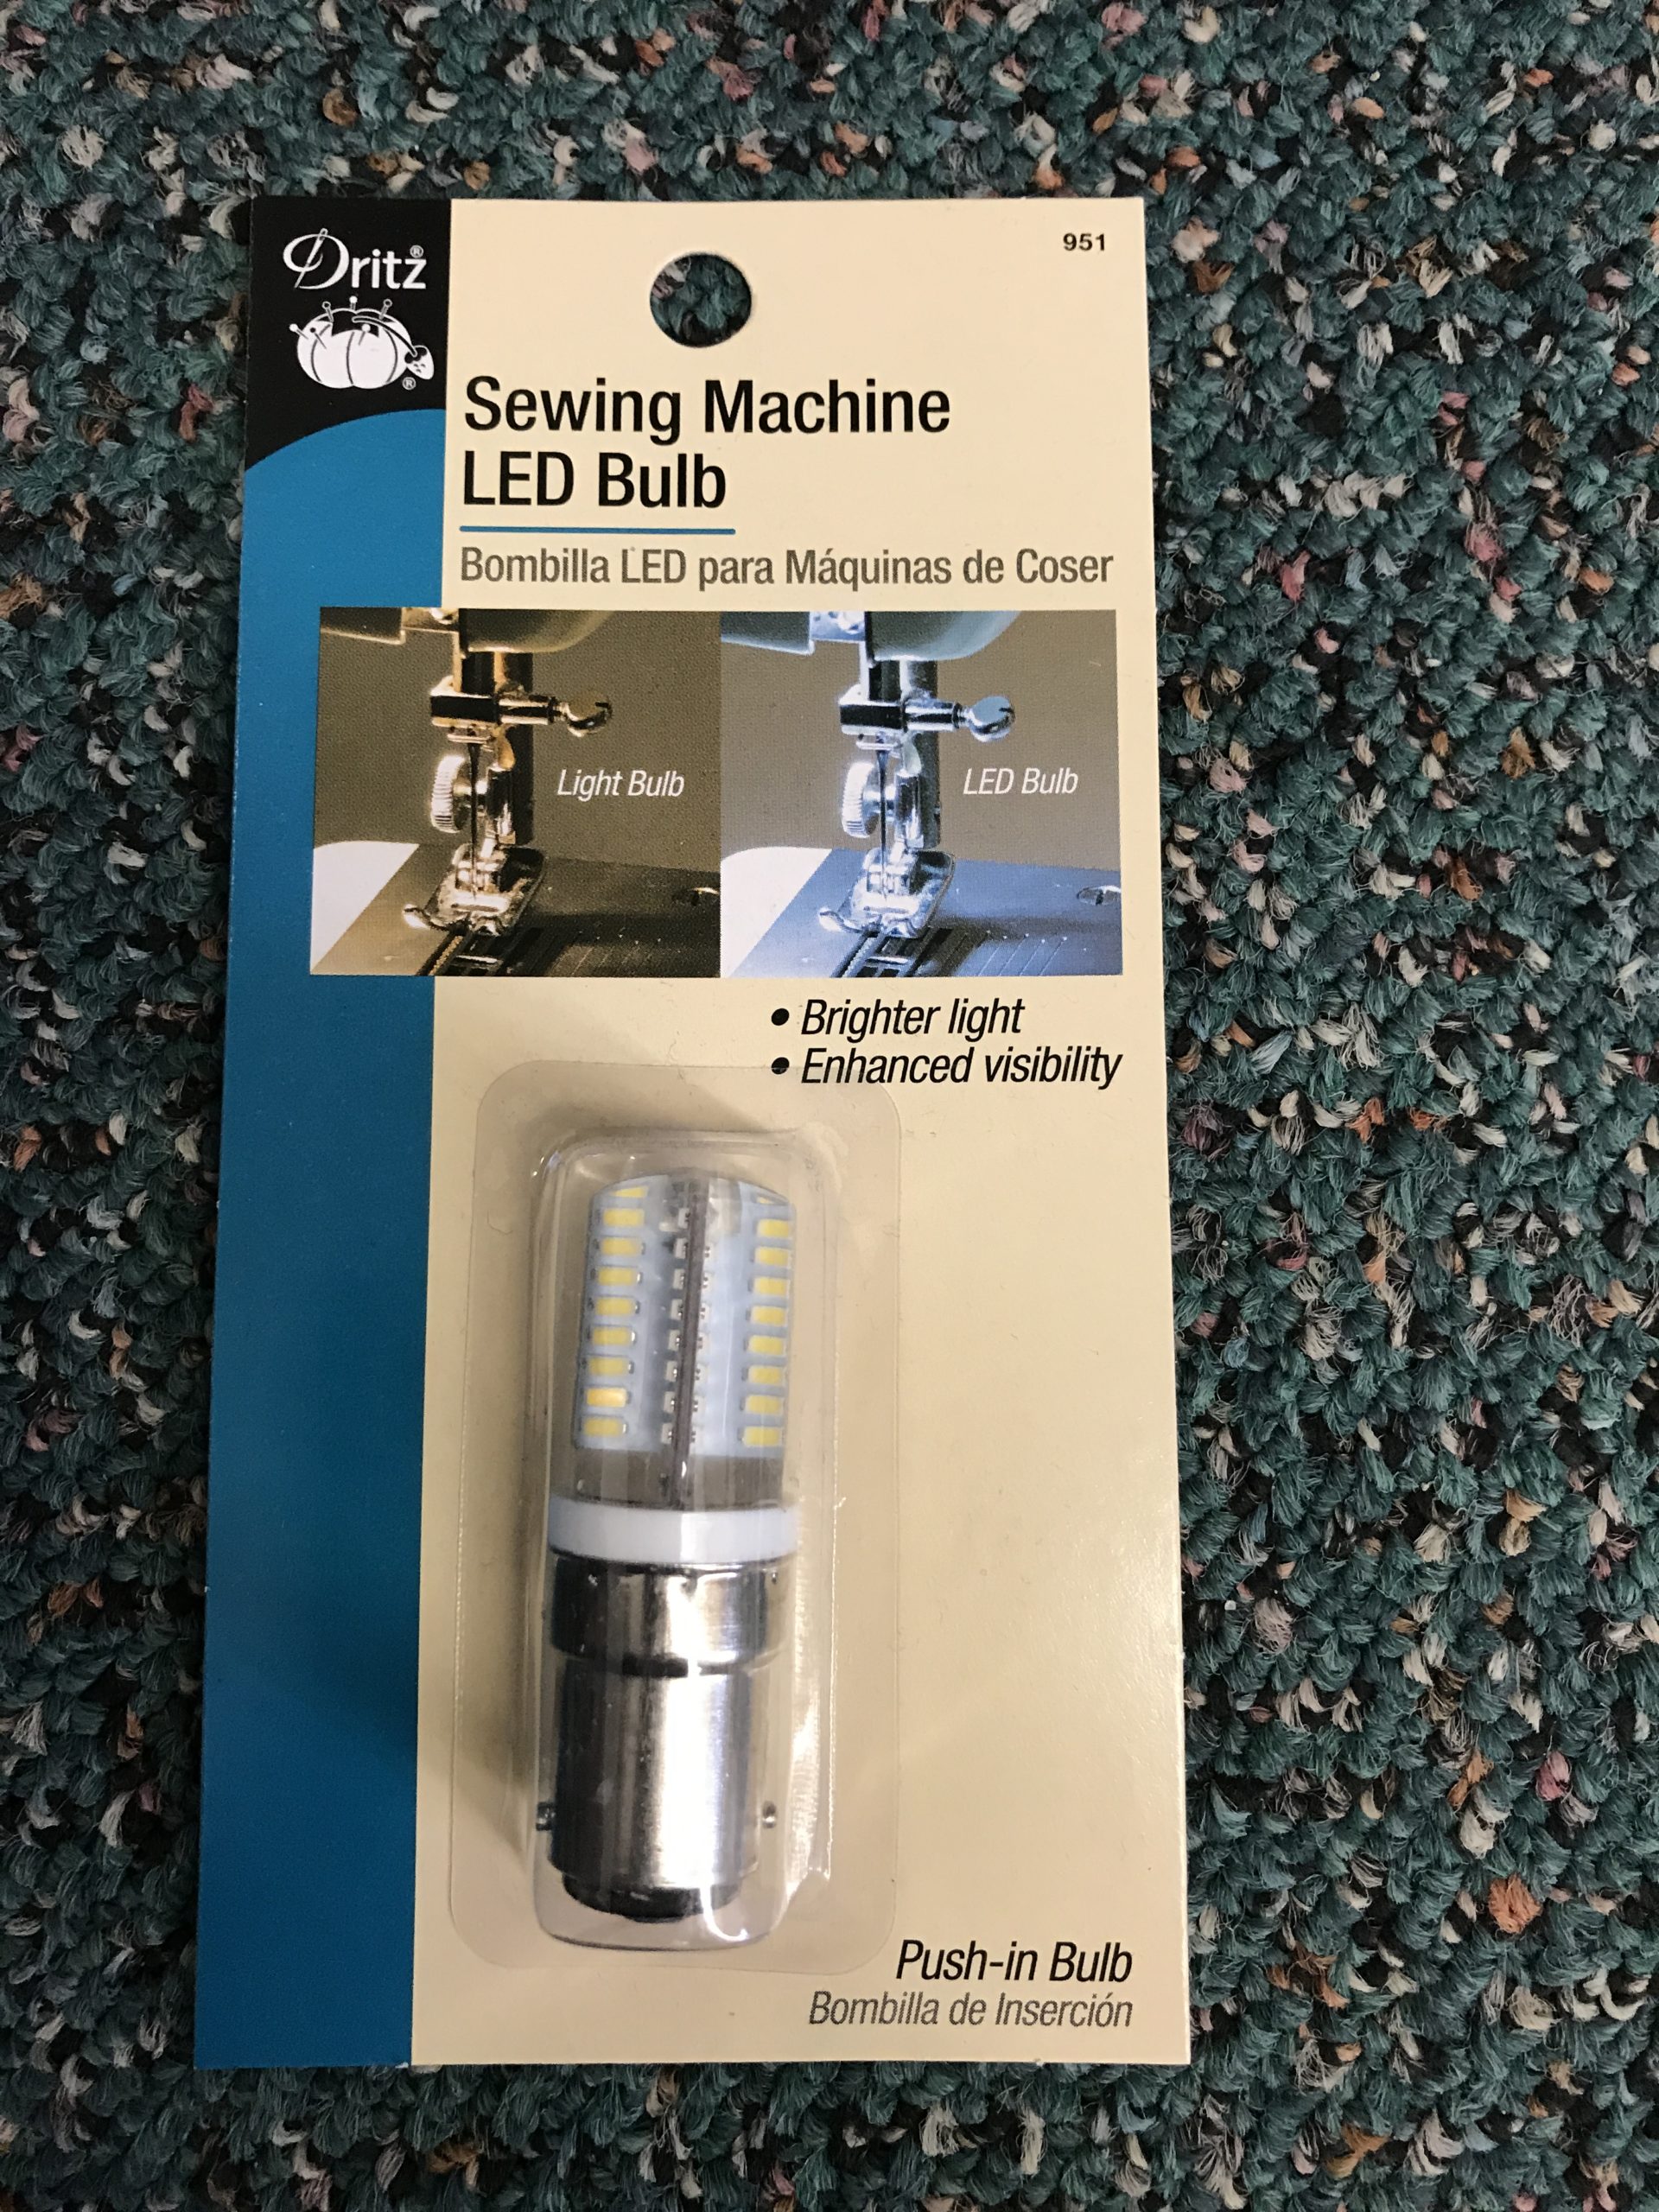 Dritz®
®
951
Sewing Machine
LED Bulb
Bombilla LED para Máquinas de Coser
Light Bulb
LED Bulb
• Brighter light
• Enhanced visibility
Push-in Bulb
Bombilla de Inserción